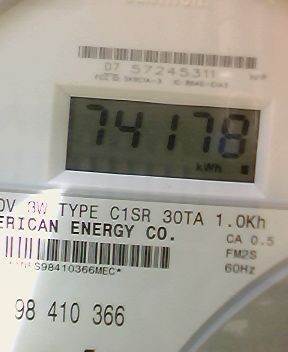 07 57245311
74178
kWh
3W TYPE C1SR 30TA 1.0Kh
ERICAN ENERGY CO.
CA 0.5
FM2S
60Hz
S98410366MEC*
98 410 366